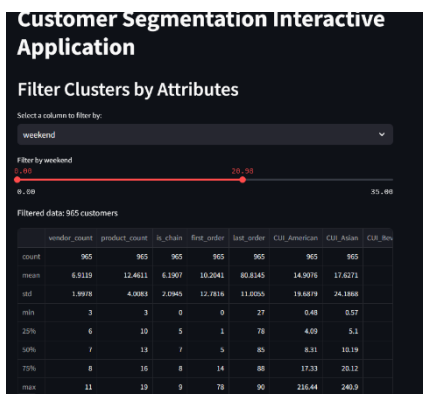 Customer Segmentation Interactive
Application
Filter Clusters by Attributes
Select a column to filter by:
weekend
Filter by weekend
0.00 20.98
0.00 35.00
Filtered data: 965 customers
vendor_count product_count is_chain first_order last_order CUI_American CUI_Asian CUI_Bev
count 965 965 965 965 965 965 965
mean 6.9119 12.4611 6.1907 10.2041 80.8145 14.9076 17.6271
std 1.9978 4.0083 2.0945 12.7816 11.0055 19.6879 24.1868
min 3 3 0 0 27 0.48 0.57
25% 6 10 5 1 78 4.09 5.1
50% 7 13 7 5 85 8.31 10.19
75% 8 16 8 14 88 17.33 20.12
max 11 19 9 78 90 216.44 240.9